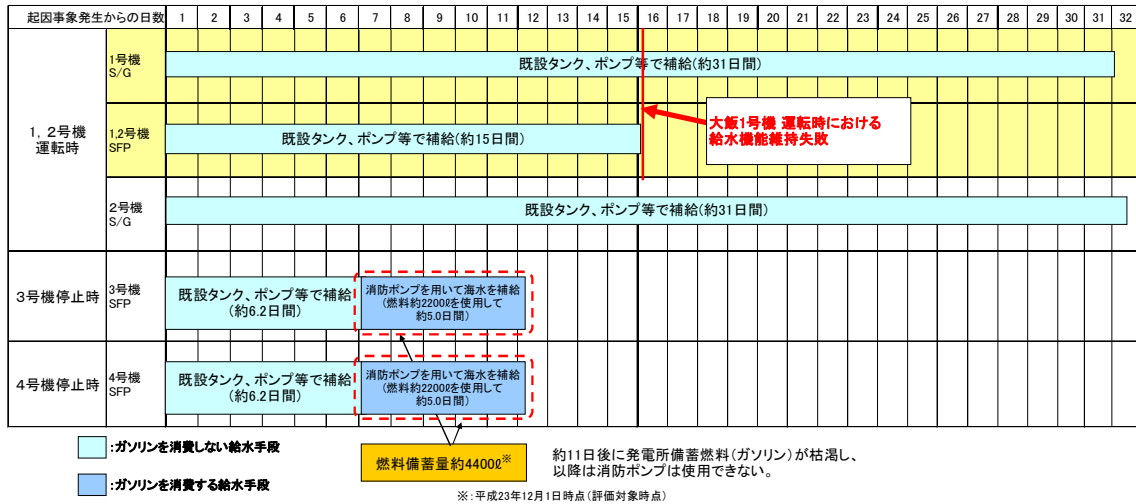 起因事象発生からの日数 1 2 3 4 5 6 7 8 9 10 11 12 13 14 15 16 17 18 19 20 21 22 23 24 25 26 27 28 29 30 31 32
1号機
S/G
既設タンク、ポンプ等で補給(約31日間)
1, 2号機
運転時
1,2号機
SFP
既設タンク、ポンプ等で補給(約15日間)
大飯1号機 運転時における
給水機能維持失敗
2号機
S/G
既設タンク、ポンプ等で補給(約31日間)
3号機停止時
3号機
SFP
既設タンク、ポンプ等で補給
(約6.2日間)
消防ポンプを用いて海水を補給
(燃料約2200ℓを使用して
約5.0日間)
4号機停止時
4号機
SFP
既設タンク、ポンプ等で補給
(約6.2日間)
消防ポンプを用いて海水を補給
(燃料約2200ℓを使用して
約5.0日間)
:ガソリンを消費しない給水手段
:ガソリンを消費する給水手段
燃料備蓄量約4400ℓ※
約11日後に発電所備蓄燃料(ガソリン)が枯渇し、
以降は消防ポンプは使用できない。
※:平成23年12月1日時点(評価対象時点)